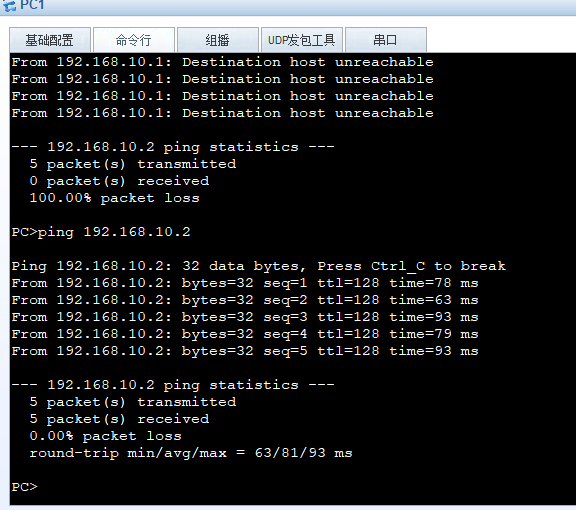 PC1
基础配置 命令行 组播 UDP发包工具 串口
From 192.168.10.1: Destination host unreachable
From 192.168.10.1: Destination host unreachable
From 192.168.10.1: Destination host unreachable
From 192.168.10.1: Destination host unreachable
--- 192.168.10.2 ping statistics ---
5 packet(s) transmitted
0 packet(s) received
100.00% packet loss
PC>ping 192.168.10.2
Ping 192.168.10.2: 32 data bytes, Press Ctrl_C to break
From 192.168.10.2: bytes=32 seq=1 ttl=128 time=78 ms
From 192.168.10.2: bytes=32 seq=2 ttl=128 time=63 ms
From 192.168.10.2: bytes=32 seq=3 ttl=128 time=93 ms
From 192.168.10.2: bytes=32 seq=4 ttl=128 time=79 ms
From 192.168.10.2: bytes=32 seq=5 ttl=128 time=93 ms
--- 192.168.10.2 ping statistics ---
5 packet(s) transmitted
5 packet(s) received
0.00% packet loss
round-trip min/avg/max = 63/81/93 ms
PC>